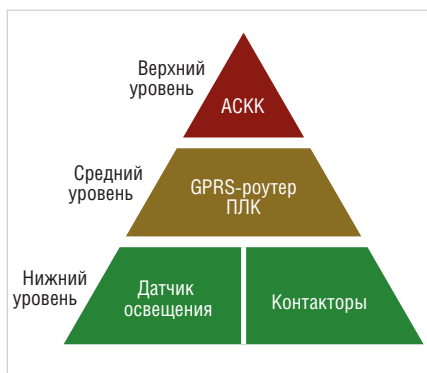 Верхний
уровень
АСКК
Средний
уровень
GPRS-роутер
ПЛК
Нижний
уровень
Датчик
освещения
Контакторы